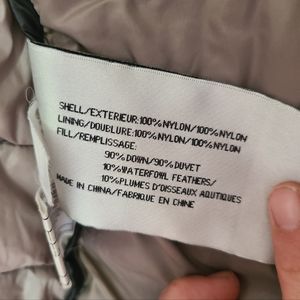 SHELL/EXTERIEUR:100%NYLON/100%NYLON
LINING/DOUBLURE:100%NYLON/100%NYLON
FILL/REMPLISSAGE:
90%DOWN/90%DUVET
10%WATERFOWL FEATHERS/
10%PLUMES D'OISEAUX AQUTIQUES
MADE IN CHINA/FABRIQUE EN CHINE